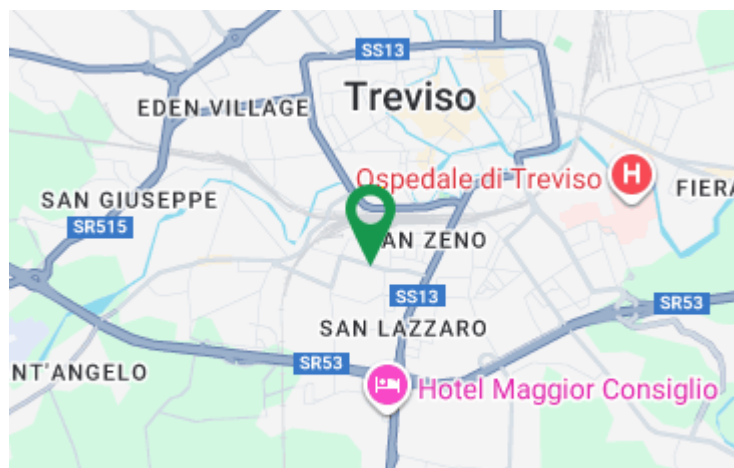 SS13
Treviso
EDEN VILLAGE
Ospedale di Treviso
H
FIERA
SAN GIUSEPPE
SR515
AN ZENO
SS13
SR53
SAN LAZZARO
SR53
NT'ANGELO
Hotel Maggior Consiglio